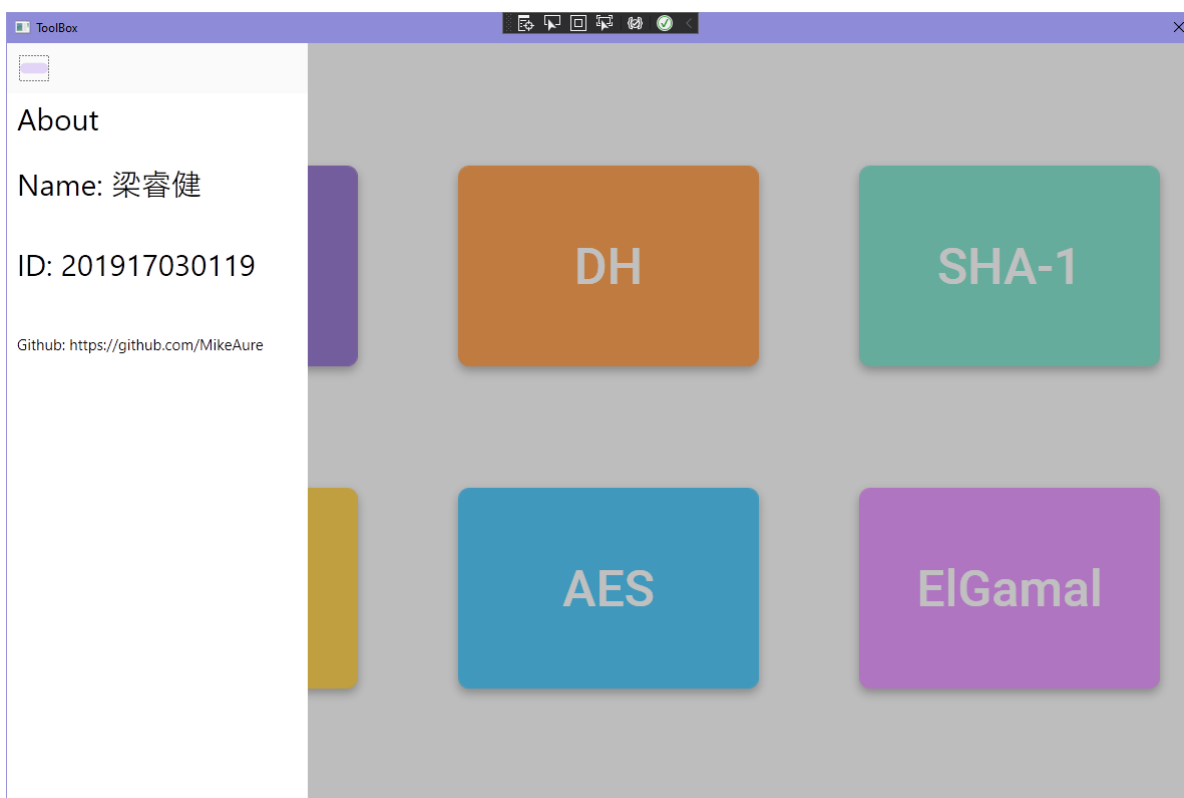 ToolBox
About
Name: 梁睿健
ID: 201917030119
Github: https://github.com/MikeAure
DH
SHA-1
AES
ElGamal